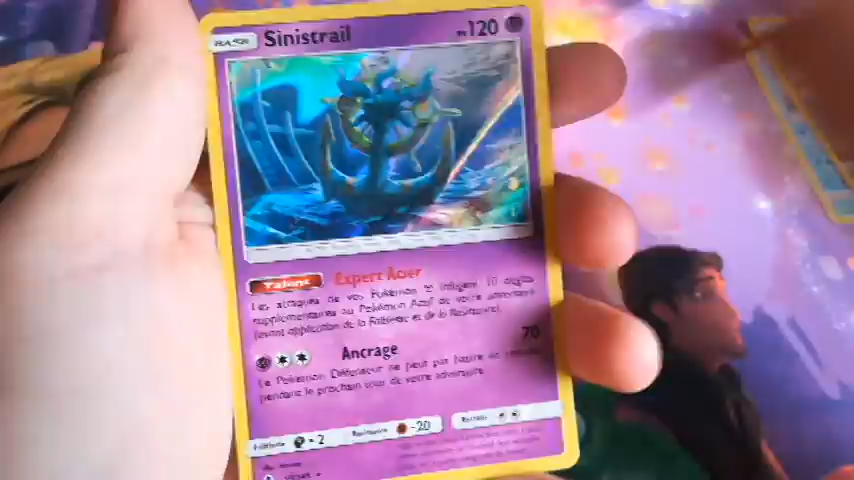 BASE Sinistrail PV 120
Talent Expert Acier
Les attaques de vos Pokémon infligent 10 dégâts
supplémentaires au Pokémon Actif de votre adversaire
(avant application de la Faiblesse et de la Résistance).
Ancrage 70
Le Pokémon Défenseur ne peut pas battre en retraite
pendant le prochain tour de votre adversaire.
Faiblesse ×2 Résistance -20 Retraite